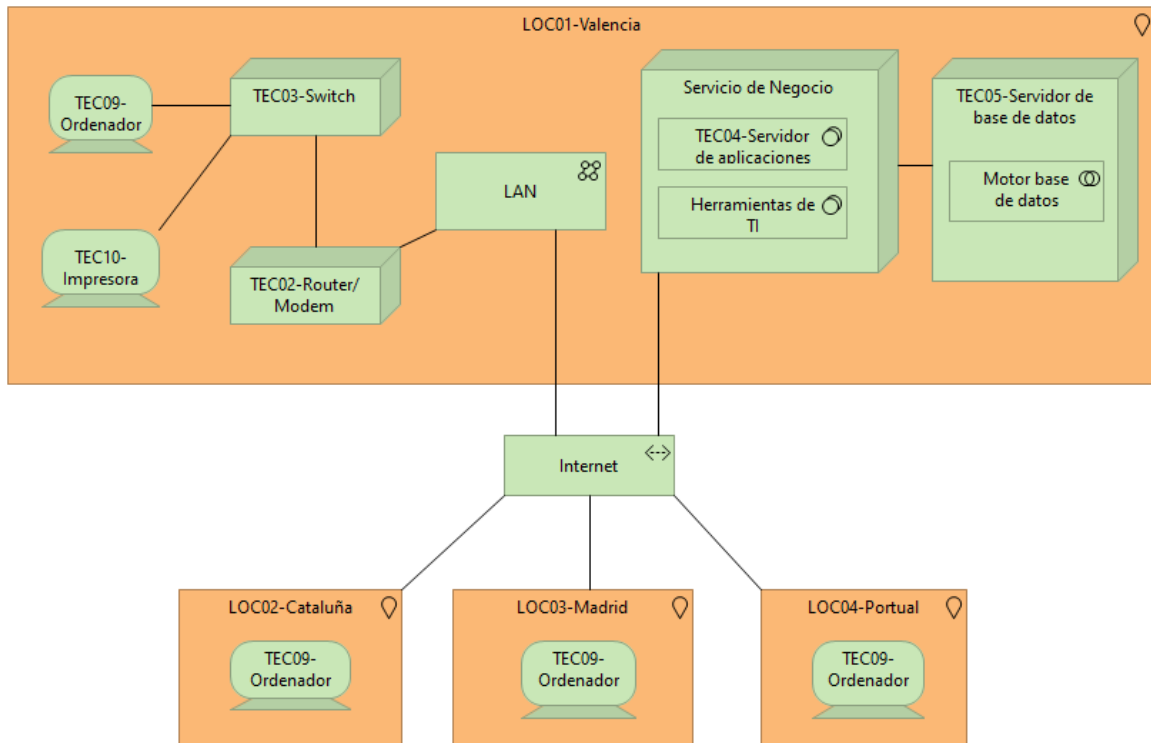 LOC01-Valencia
TEC09-
Ordenador
TEC03-Switch
TEC10-
Impresora
TEC02-Router/
Modem
LAN
Servicio de Negocio
TEC04-Servidor
de aplicaciones
Herramientas de
TI
TEC05-Servidor de
base de datos
Motor base
de datos
Internet
LOC02-Cataluña
TEC09-
Ordenador
LOC03-Madrid
TEC09-
Ordenador
LOC04-Portual
TEC09-
Ordenador